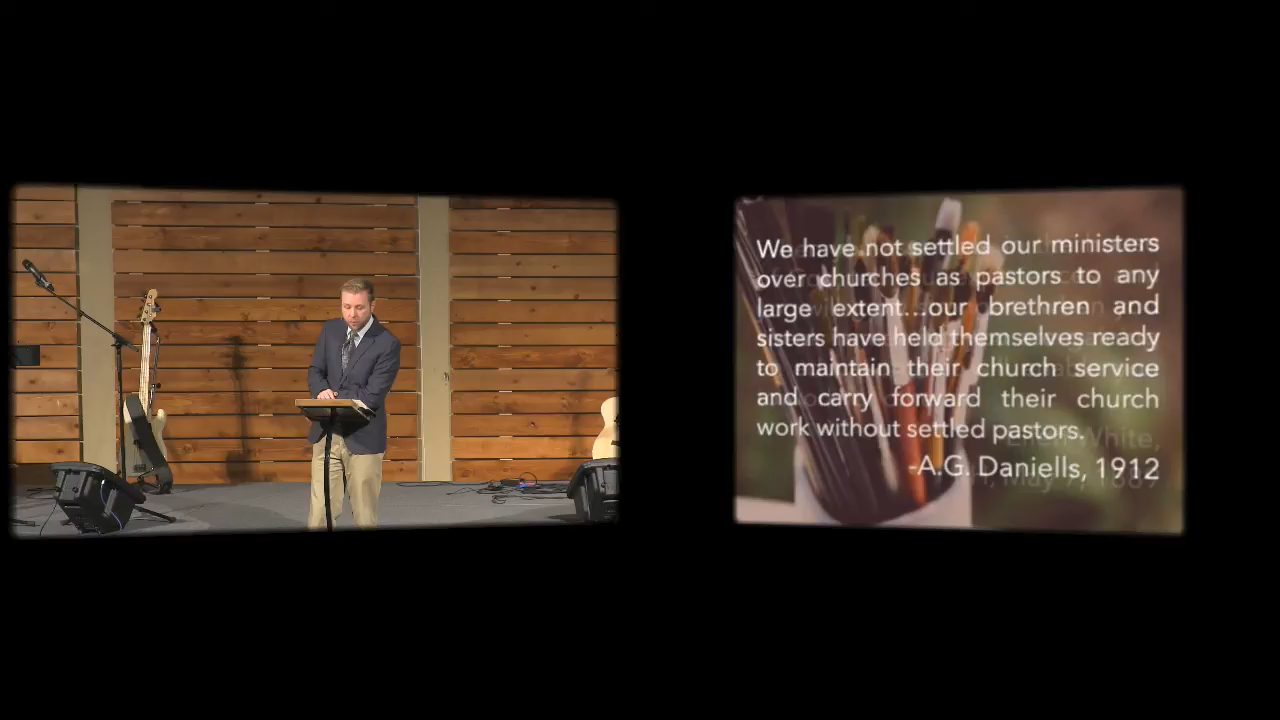 We have not settled our ministers
over churches as pastors to any
large extent...our brethren and
sisters have held themselves ready
to maintain their church service
and carry forward their church
work without settled pastors.
-A.G. Daniells, 1912